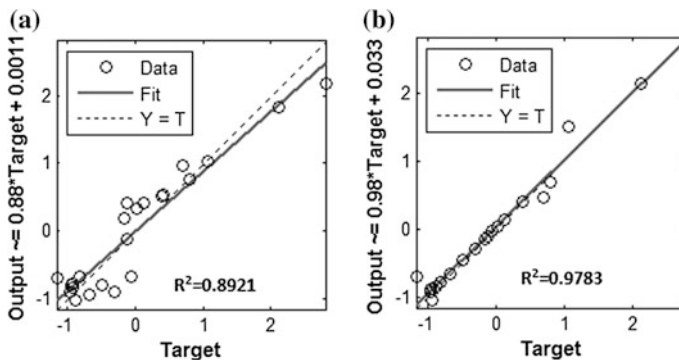 (a)
Output ~= 0.88*Target + 0.0011
2
1
0
-1
Data
Fit
Y = T
R²=0.8921
-1 0 1 2
Target
(b)
Output ~= 0.98*Target + 0.033
2
1
0
-1
Data
Fit
Y = T
R²=0.9783
-1 0 1 2
Target